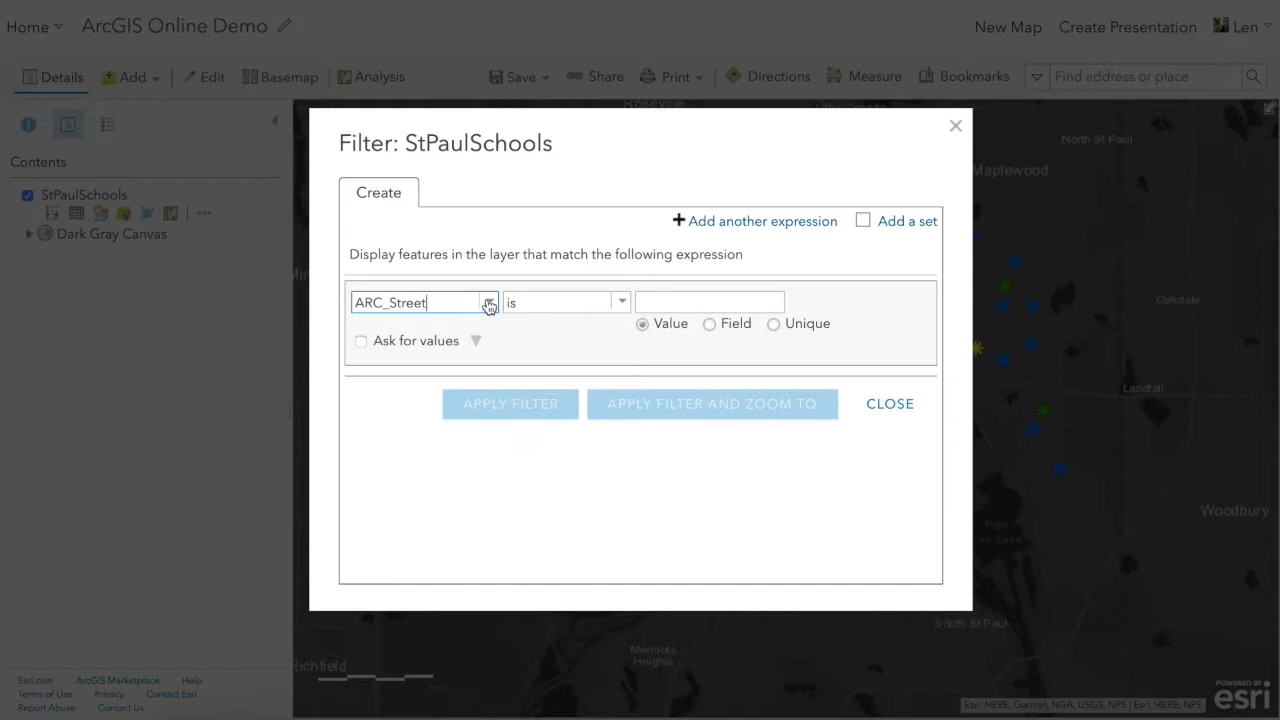 Home ArcGIS Online Demo New Map Create Presentation Len
Details Add Edit Basemap Analysis Save Share Print Directions Measure Bookmarks Find address or place
Contents
StPaulSchools
Dark Gray Canvas
Filter: StPaulSchools
Create
Add another expression Add a set
Display features in the layer that match the following expression
ARC_Street is
Value Field Unique
Ask for values
APPLY FILTER APPLY FILTER AND ZOOM TO CLOSE
Roseville
North St Paul
Maplewood
Oakdale
Landfall
Woodbury
South St Paul
Mendota
Heights
Richfield
Esri.com ArcGIS Marketplace Help
Terms of Use Privacy Contact Esri
Report Abuse Contact Us
Esri, HERE, Garmin, NGA, USGS, NPS | Esri, HERE, NPS
POWERED BY
esri